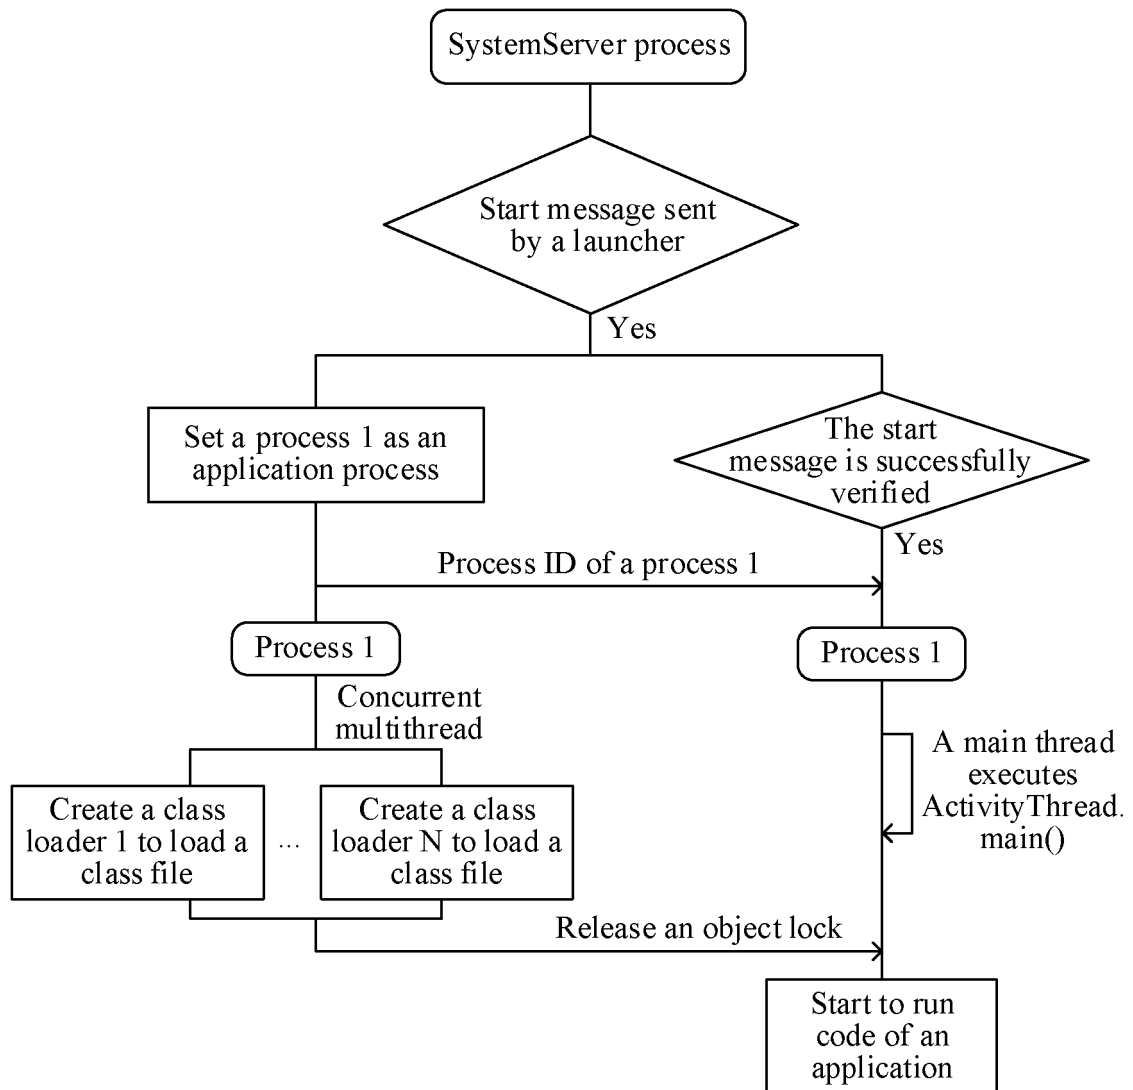 SystemServer process
Start message sent
by a launcher
Yes
Set a process 1 as an
application process
The start
message is successfully
verified
Yes
Process ID of a process 1
Process 1
Process 1
Concurrent
multithread
A main thread
executes
ActivityThread.
main()
Create a class
loader 1 to load a
class file
...
Create a class
loader N to load a
class file
Release an object lock
Start to run
code of an
application